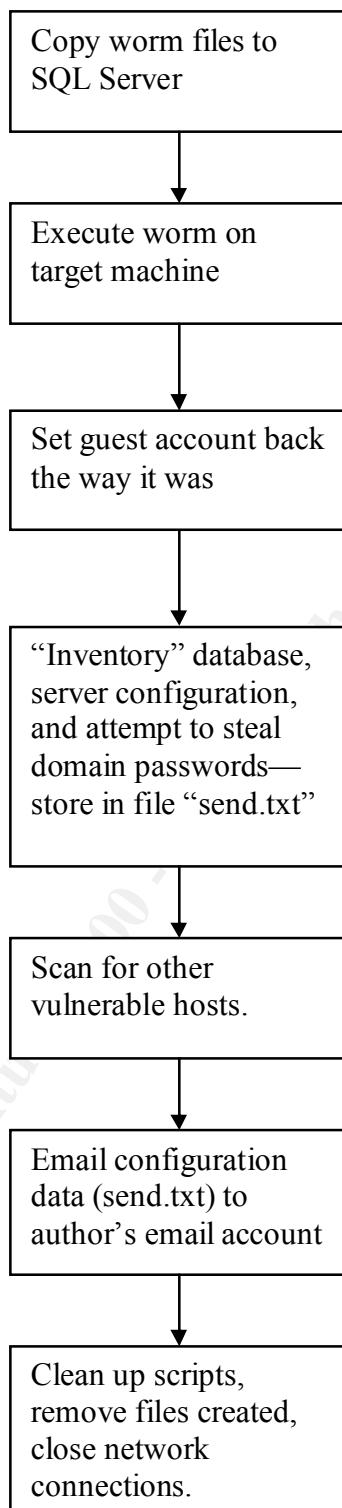 Copy worm files to
SQL Server
Execute worm on
target machine
Set guest account back
the way it was
“Inventory” database,
server configuration,
and attempt to steal
domain passwords—
store in file “send.txt”
Scan for other
vulnerable hosts.
Email configuration
data (send.txt) to
author’s email account
Clean up scripts,
remove files created,
close network
connections.